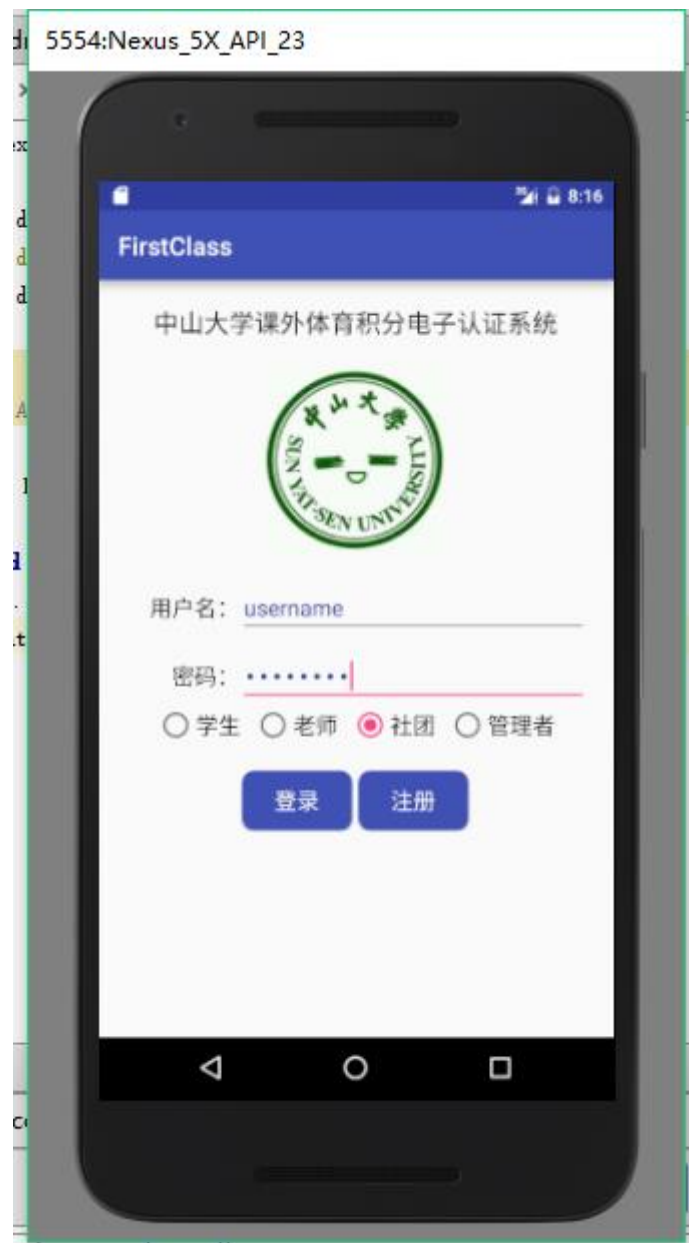 5554:Nexus_5X_API_23
8:16
FirstClass
中山大学课外体育积分电子认证系统
中山大学
SUN YAT-SEN UNIVERSITY
用户名： username
密码： ••••••••
学生 老师 社团 管理者
登录 注册